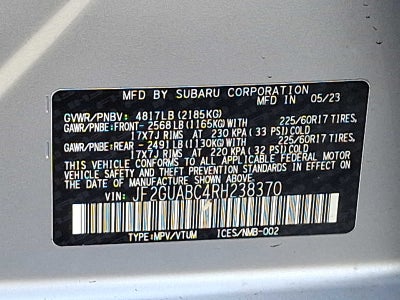 MFD BY SUBARU CORPORATION
IN 05/23
GVWR/PNBV: 4817LB (2185KG)
GAWR/PNBE:FRONT- 2568LB(1165KG)WITH 225/60R17 TIRES,
17X7J RIMS AT 230 KPA( 33 PSI)COLD
GAWR/PNBE:REAR - 2491LB(1130KG)WITH 225/60R17 TIRES,
17X7J RIMS AT 220 KPA( 32 PSI)COLD
THIS VEHICLE CONFORMS TO ALL APPLICABLE FEDERAL MOTOR VEHICLE
SAFETY, BUMPER, AND THEFT PREVENTION STANDARDS IN EFFECT ON THE
DATE OF MANUFACTURE SHOWN ABOVE.
VIN: JF2GUABC4RH238370
TYPE:MPV/VTUM ICES/NMB-002